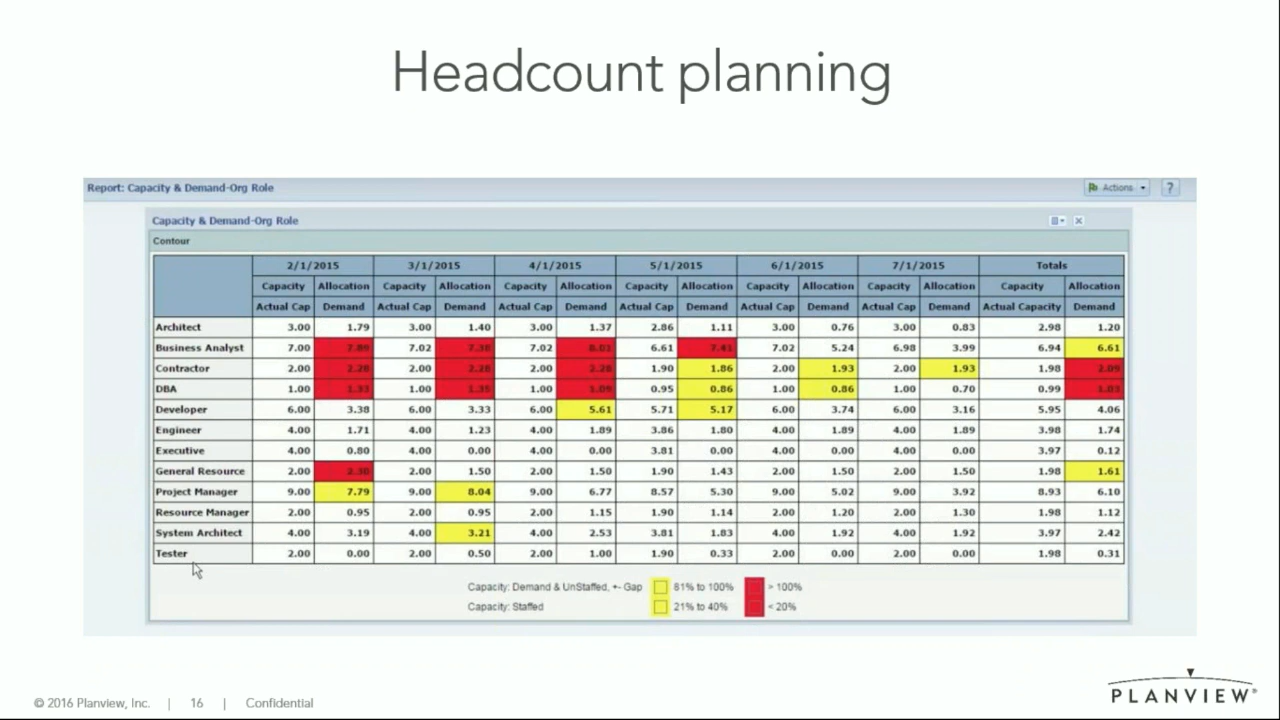 Headcount planning
Report: Capacity & Demand-Org Role Actions ?
Capacity & Demand-Org Role
Contour
2/1/2015 3/1/2015 4/1/2015 5/1/2015 6/1/2015 7/1/2015 Totals
Capacity Allocation Capacity Allocation Capacity Allocation Capacity Allocation Capacity Allocation Capacity Allocation Capacity Allocation
Actual Cap Demand Actual Cap Demand Actual Cap Demand Actual Cap Demand Actual Cap Demand Actual Cap Demand Actual Capacity Demand
Architect 3.00 1.79 3.00 1.40 3.00 1.37 2.86 1.11 3.00 0.76 3.00 0.83 2.98 1.20
Business Analyst 7.00 7.02 7.02 6.61 7.41 7.02 5.24 6.98 3.99 6.94 6.61
Contractor 2.00 2.28 2.00 2.28 2.00 2.28 1.90 1.86 2.00 1.93 2.00 1.93 1.98 2.09
DBA 1.00 1.33 1.00 1.35 1.00 1.09 0.95 0.86 1.00 0.86 1.00 0.70 0.99 1.03
Developer 6.00 3.38 6.00 3.33 6.00 5.61 5.71 5.17 6.00 3.74 6.00 3.16 5.95 4.06
Engineer 4.00 1.71 4.00 1.23 4.00 1.89 3.86 1.80 4.00 1.89 4.00 1.89 3.98 1.74
Executive 4.00 0.80 4.00 0.00 4.00 0.00 3.81 0.00 4.00 0.00 4.00 0.00 3.97 0.12
General Resource 2.00 2.30 2.00 1.50 2.00 1.50 1.90 1.43 2.00 1.50 2.00 1.50 1.98 1.61
Project Manager 9.00 7.79 9.00 8.04 9.00 6.77 8.57 5.30 9.00 5.02 9.00 3.92 8.93 6.10
Resource Manager 2.00 0.95 2.00 0.95 2.00 1.15 1.90 1.14 2.00 1.20 2.00 1.30 1.98 1.12
System Architect 4.00 3.19 4.00 3.21 4.00 2.53 3.81 1.83 4.00 1.92 4.00 1.92 3.97 2.42
Tester 2.00 0.00 2.00 0.50 2.00 1.00 1.90 0.33 2.00 0.00 2.00 0.00 1.98 0.31
Capacity: Demand & UnStaffed, +- Gap 81% to 100% > 100%
Capacity: Staffed 21% to 40% < 20%
© 2016 Planview, Inc. | 16 | Confidential
PLANVIEW®